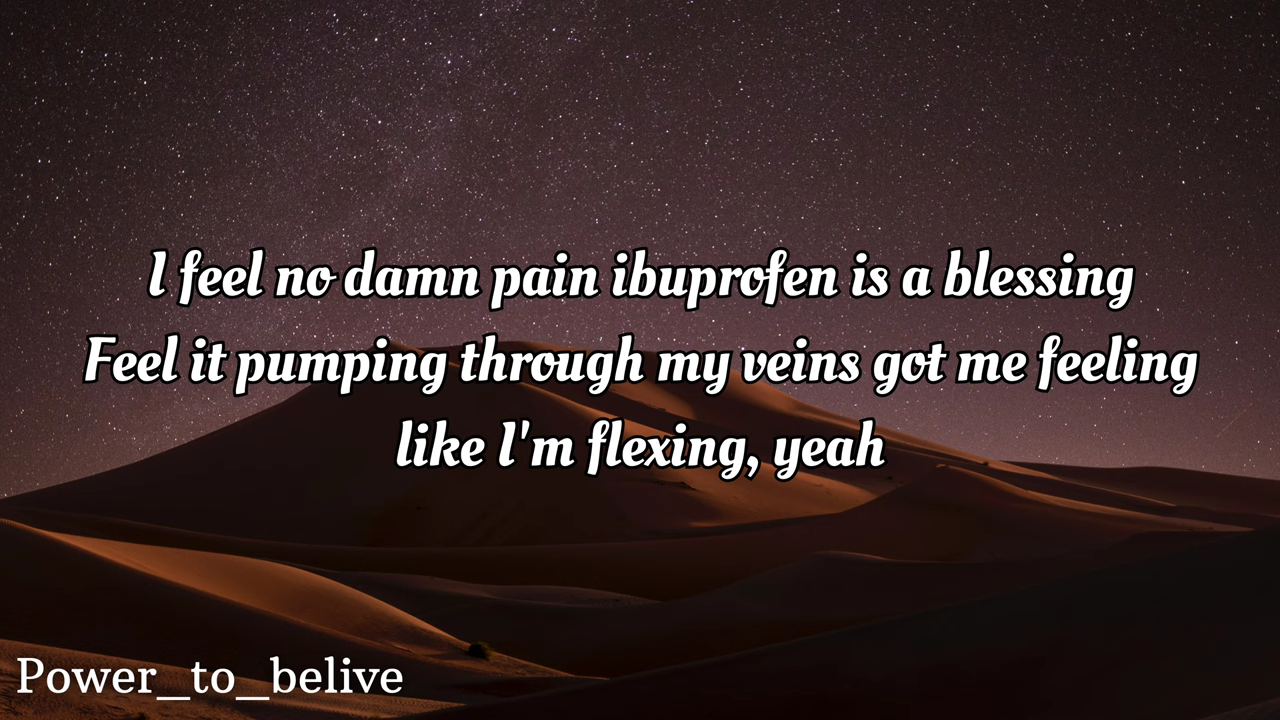 I feel no damn pain ibuprofen is a blessing
Feel it pumping through my veins got me feeling
like I'm flexing, yeah
Power_to_belive